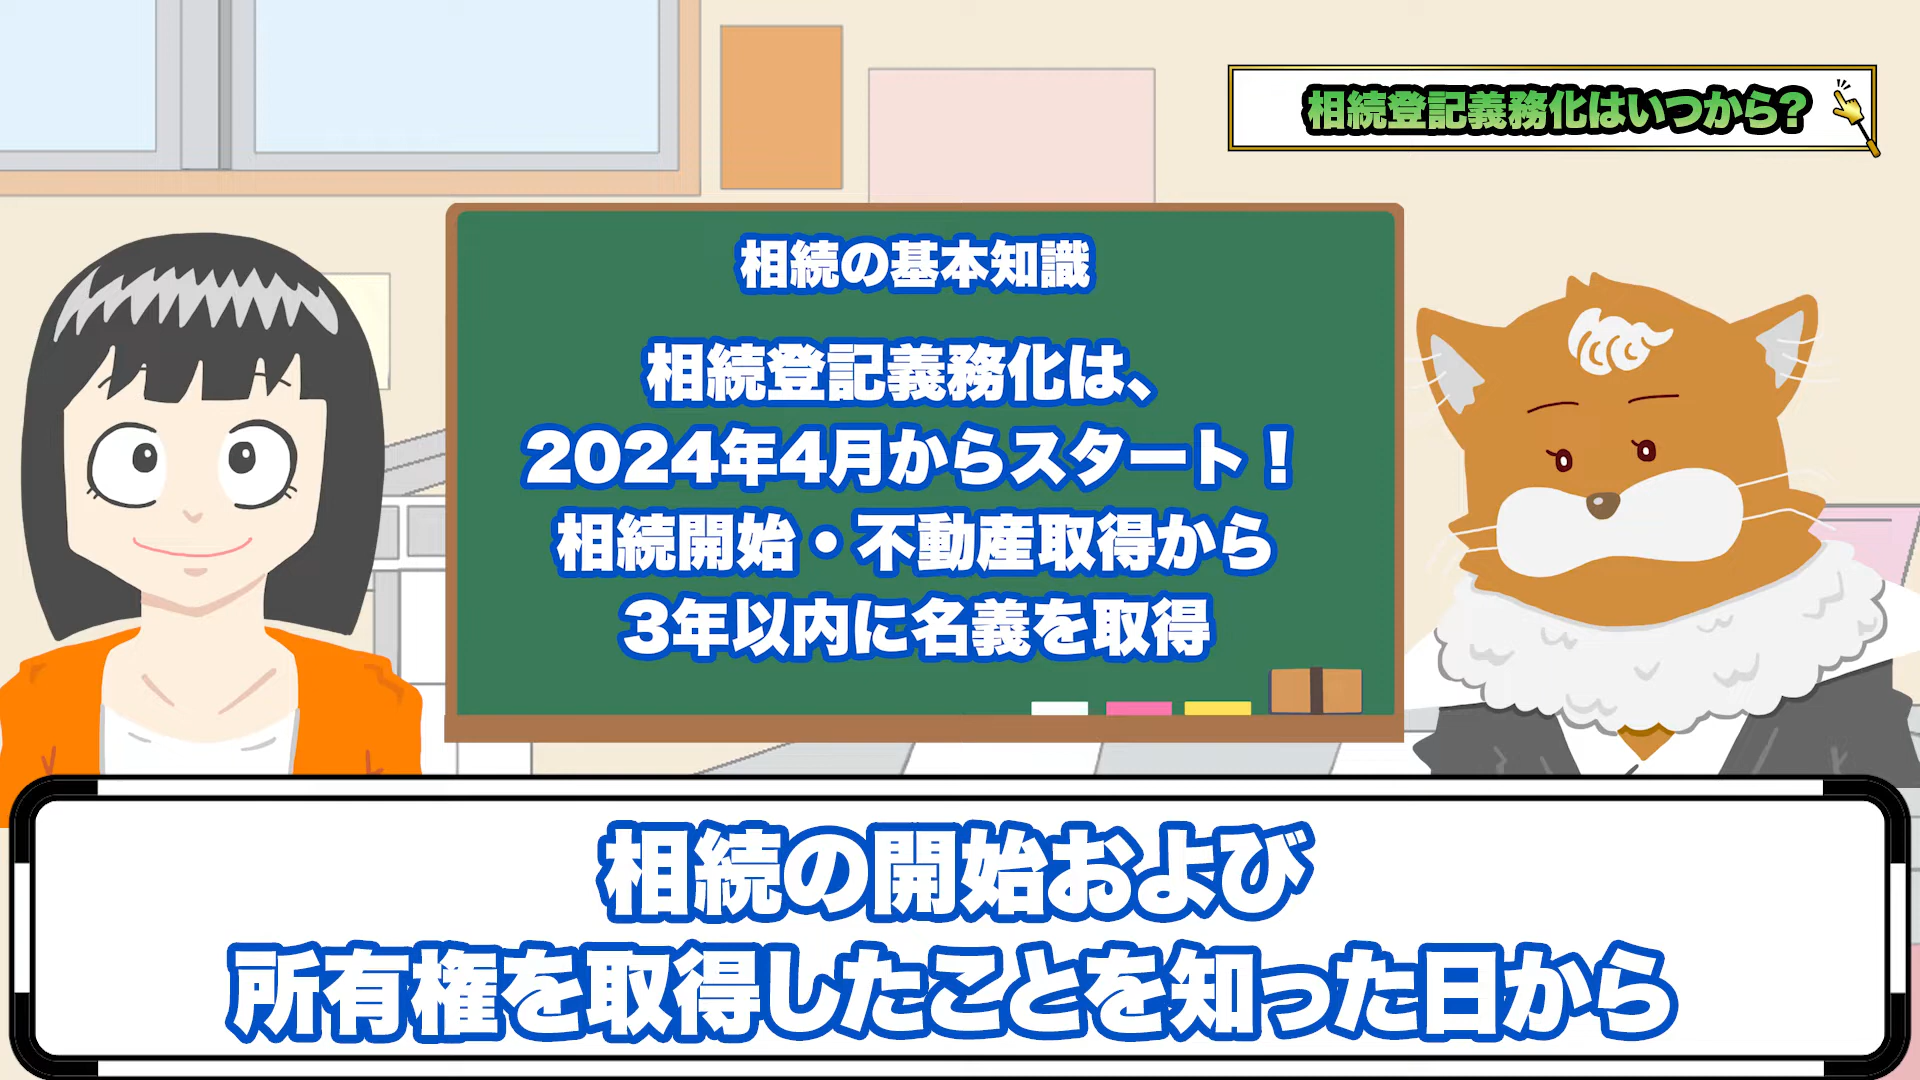 相続登記義務化はいつから？
相続の基本知識
相続登記義務化は、
2024年4月からスタート！
相続開始・不動産取得から
3年以内に名義を取得
相続の開始および
所有権を取得したことを知った日から